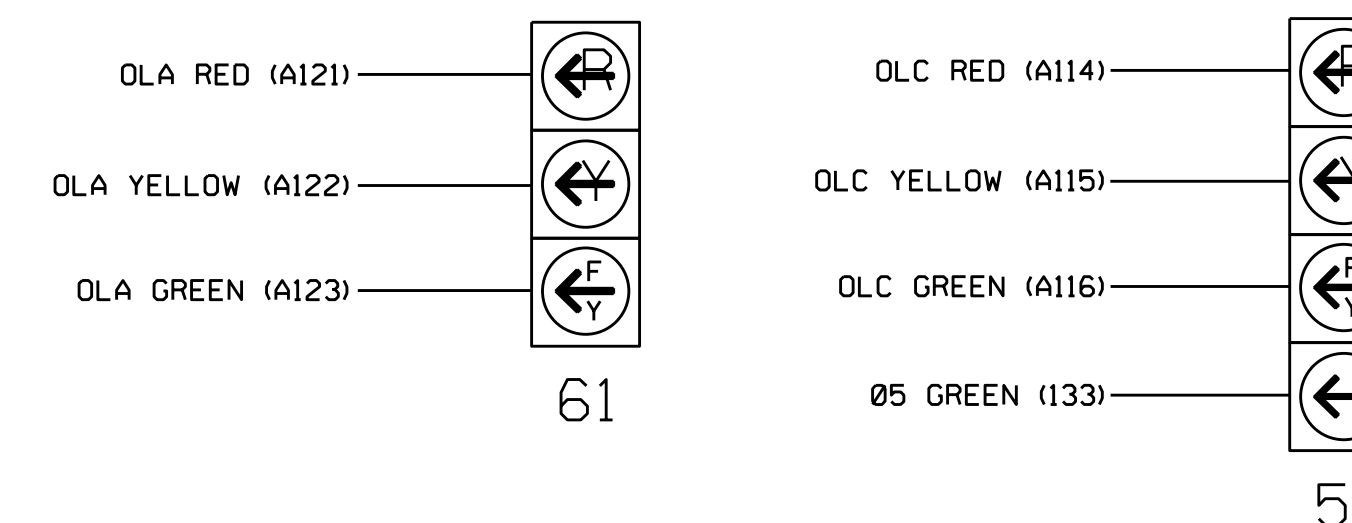 OLA RED (A121)
R
OLA YELLOW (A122)
Y
OLA GREEN (A123)
F
Y
61
OLC RED (A114)
OLC YELLOW (A115)
OLC GREEN (A116)
F
Y
Ø5 GREEN (133)
5